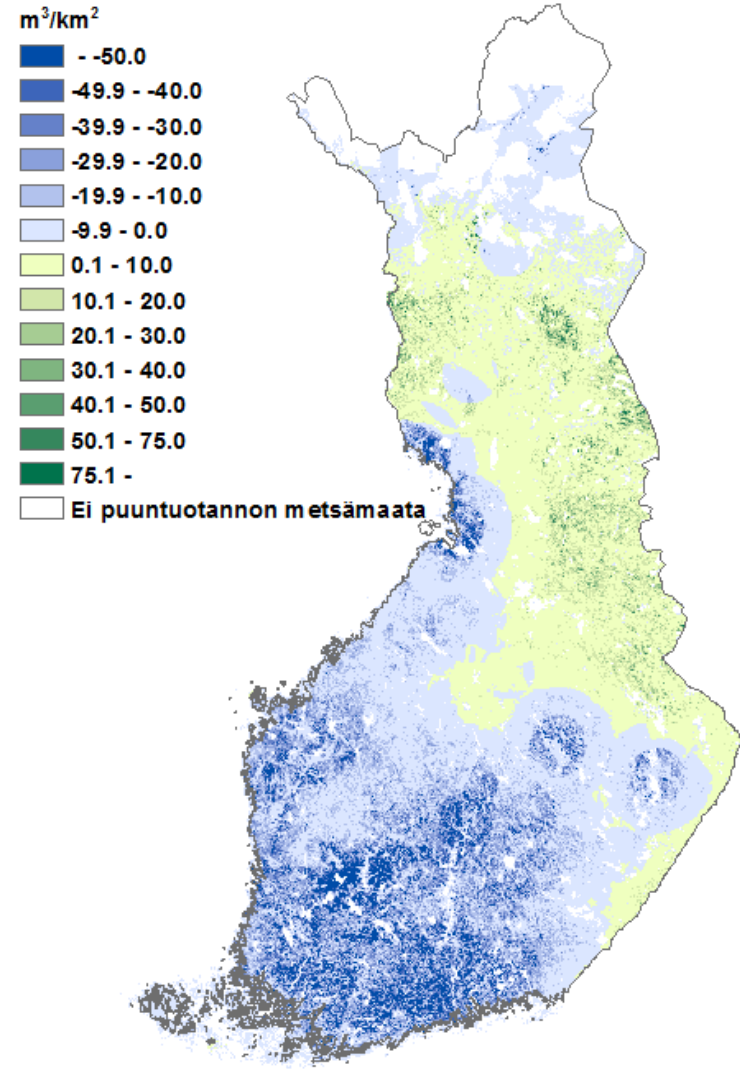 m³/km²
- -50.0
-49.9 - -40.0
-39.9 - -30.0
-29.9 - -20.0
-19.9 - -10.0
-9.9 - 0.0
0.1 - 10.0
10.1 - 20.0
20.1 - 30.0
30.1 - 40.0
40.1 - 50.0
50.1 - 75.0
75.1 -
Ei puuntuotannon metsämaata